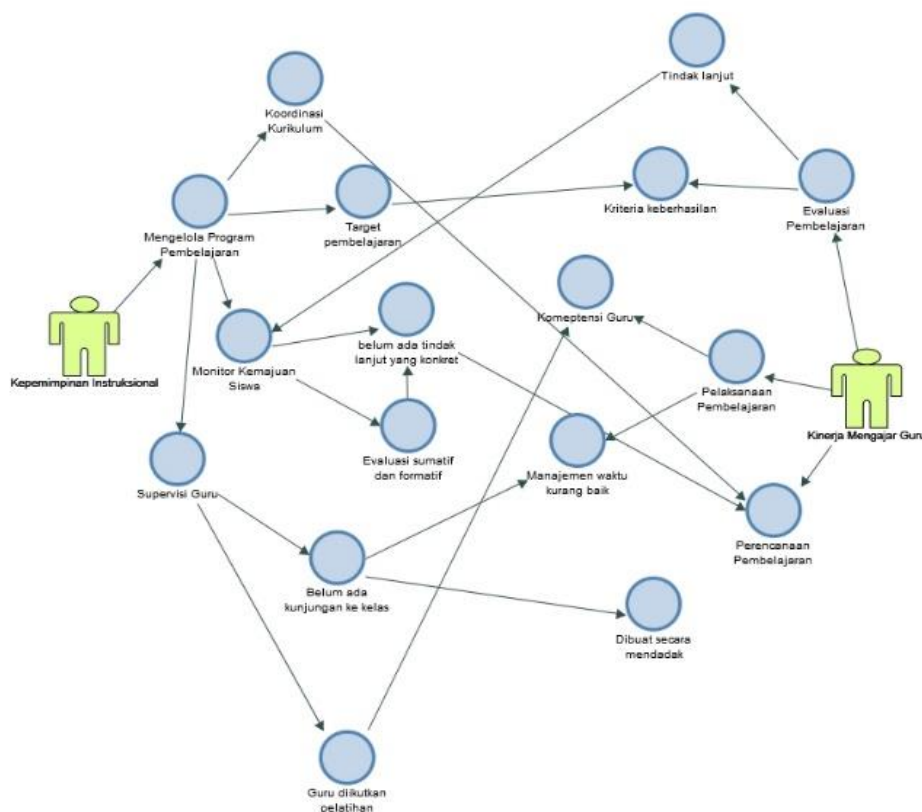 Tindak lanjut
Koordinasi
Kurikulum
Kriteria keberhasilan
Evaluasi
Pembelajaran
Target
pembelajaran
Mengelola Program
Pembelajaran
Komeptensi Guru
belum ada tindak
lanjut yang konkret
Monitor Kemajuan
Siswa
Kepemimpinan Instruksional
Pelaksanaan
Pembelajaran
Kinerja Mengajar Guru
Evaluasi sumatif
dan formatif
Manajemen waktu
kurang baik
Supervisi Guru
Perencanaan
Pembelajaran
Belum ada
kunjungan ke kelas
Dibuat secara
mendadak
Guru diikutkan
pelatihan